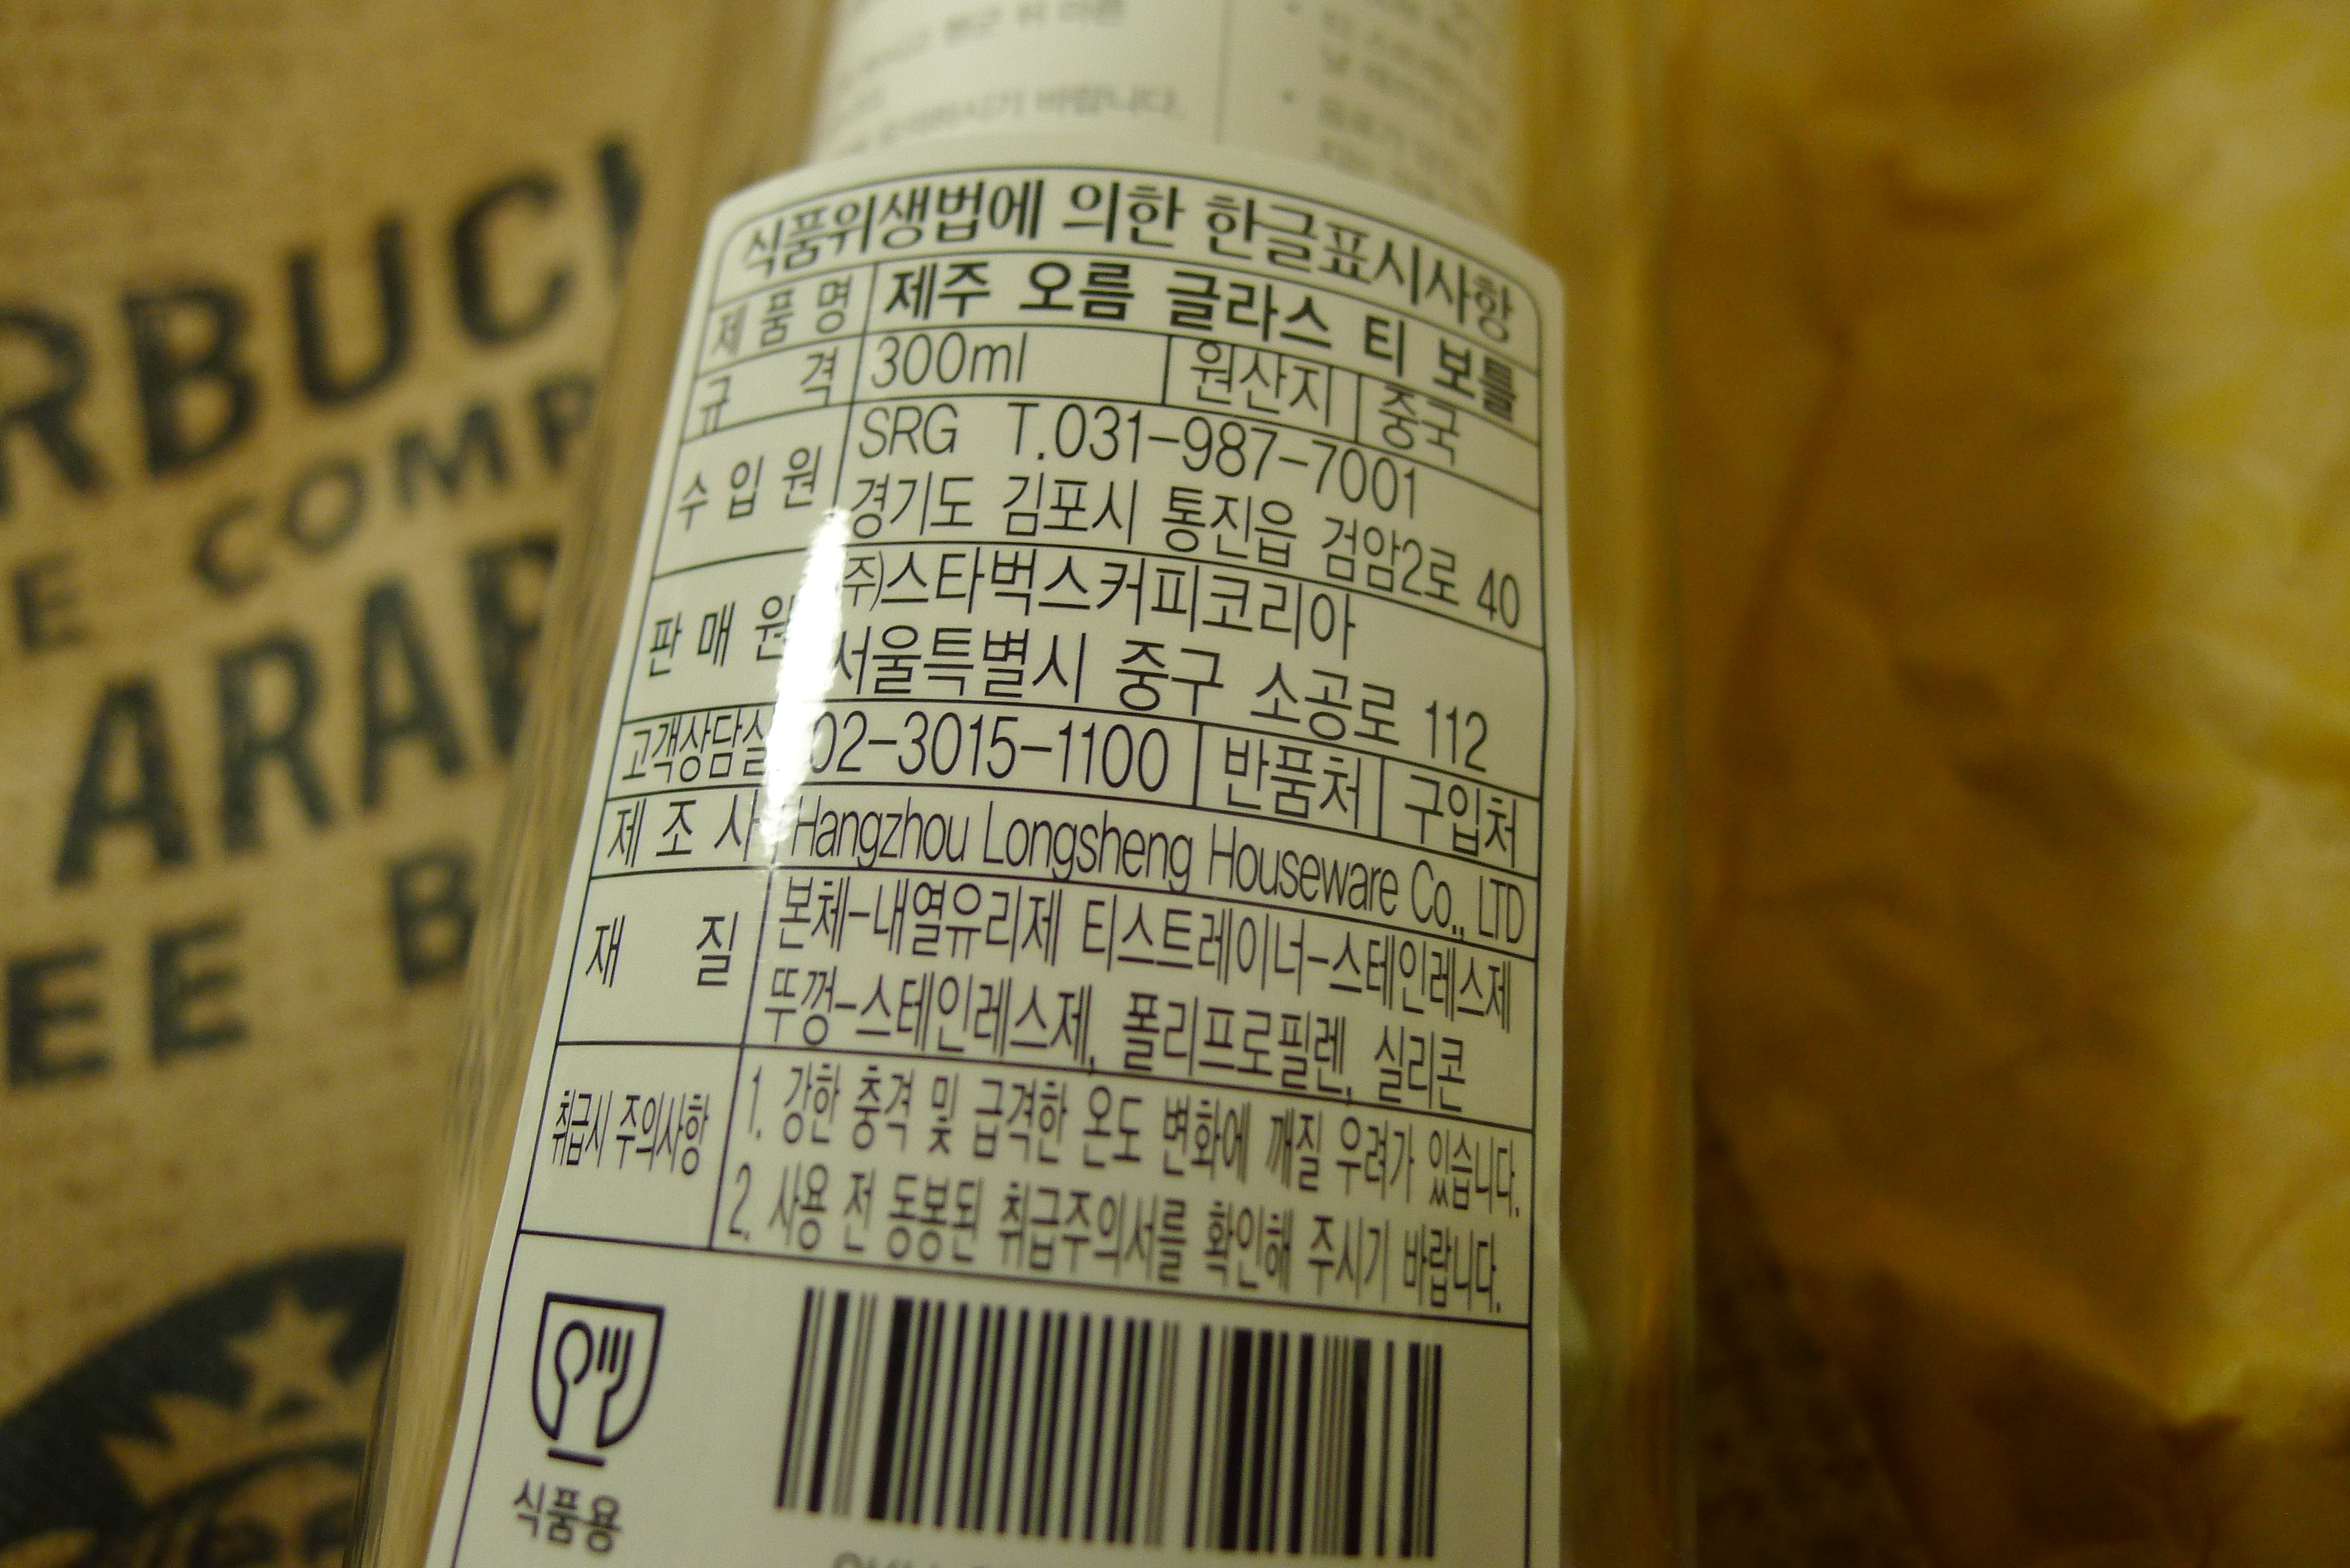 바랍니다.
식품위생법에 의한 한글표시사항
제품명 제주 오름 글라스 티 보틀
규 격 300ml 원산지 중국
수입원 SRG T.031-987-7001
경기도 김포시 통진읍 검암2로 40
판매원 주)스타벅스커피코리아
서울특별시 중구 소공로 112
고객상담실 02-3015-1100 반품처 구입처
제조사 Hangzhou Longsheng Houseware Co., LTD
재 질 본체-내열유리제 티스트레이너-스테인레스제
뚜껑-스테인레스제, 폴리프로필렌, 실리콘
취급시 주의사항 1. 강한 충격 및 급격한 온도 변화에 깨질 우려가 있습니다.
2. 사용 전 동봉된 취급주의서를 확인해 주시기 바랍니다.
식품용
RBUC
E COMP
ARAB
EE B